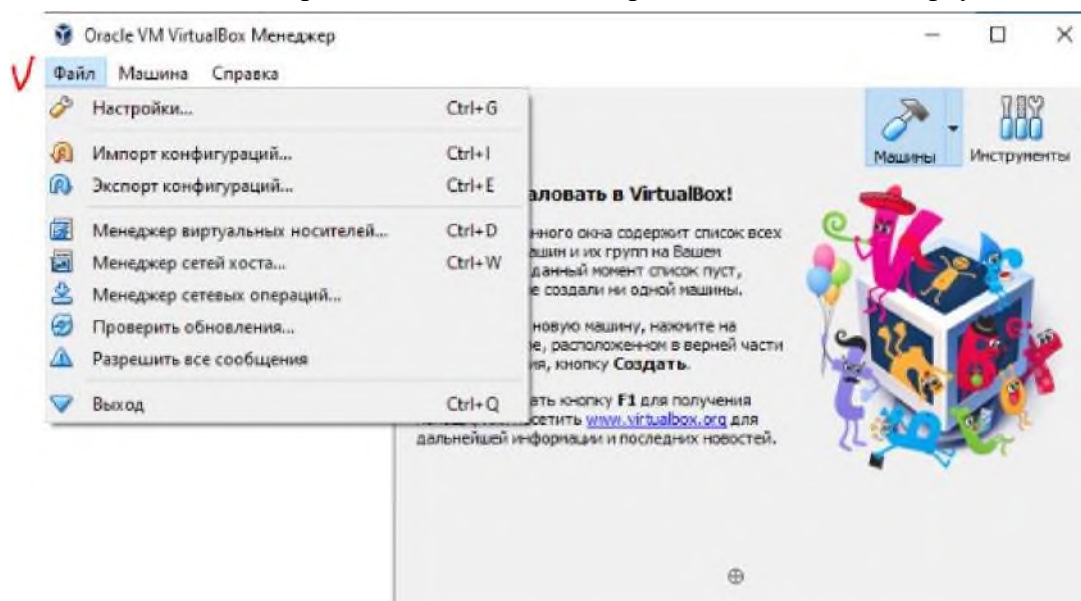 Oracle VM VirtualBox Менеджер
Файл Машина Справка
Настройки... Ctrl+G
Импорт конфигураций... Ctrl+I
Экспорт конфигураций... Ctrl+E
Менеджер виртуальных носителей... Ctrl+D
Менеджер сетей хоста... Ctrl+W
Менеджер сетевых операций...
Проверить обновления...
Разрешить все сообщения
Выход Ctrl+Q
Машины Инструменты
аловать в VirtualBox!
нного окна содержит список всех
ашин и их групп на Вашем
данный момент список пуст,
е создали ни одной машины.
новую машину, нажмите на
е, расположенном в верней части
ия, кнопку Создать.
ать кнопку F1 для получения
сетить www.virtualbox.org для
дальнейшей информации и последних новостей.